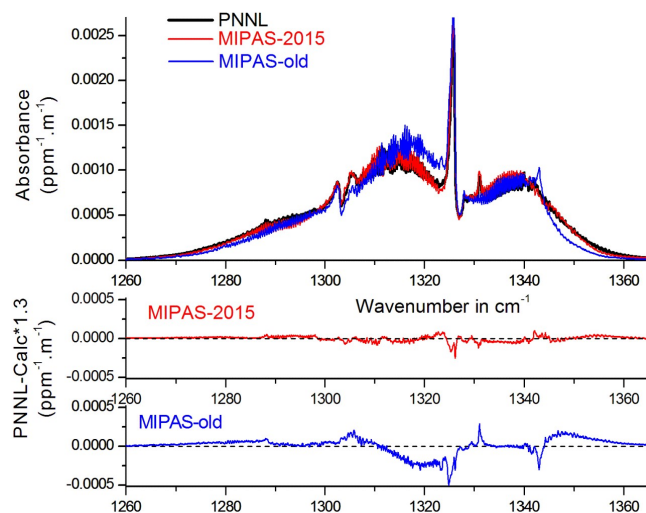 PNNL
MIPAS-2015
MIPAS-old
Absorbance
(ppm⁻¹.m⁻¹)
0.0025
0.0020
0.0015
0.0010
0.0005
0.0000
1260 1280 1300 1320 1340 1360
Wavenumber in cm⁻¹
PNNL-Calc*1.3
(ppm⁻¹.m⁻¹)
0.0005
MIPAS-2015
0.0000
-0.0005
1260 1280 1300 1320 1340 1360
0.0005
MIPAS-old
0.0000
-0.0005
1260 1280 1300 1320 1340 1360